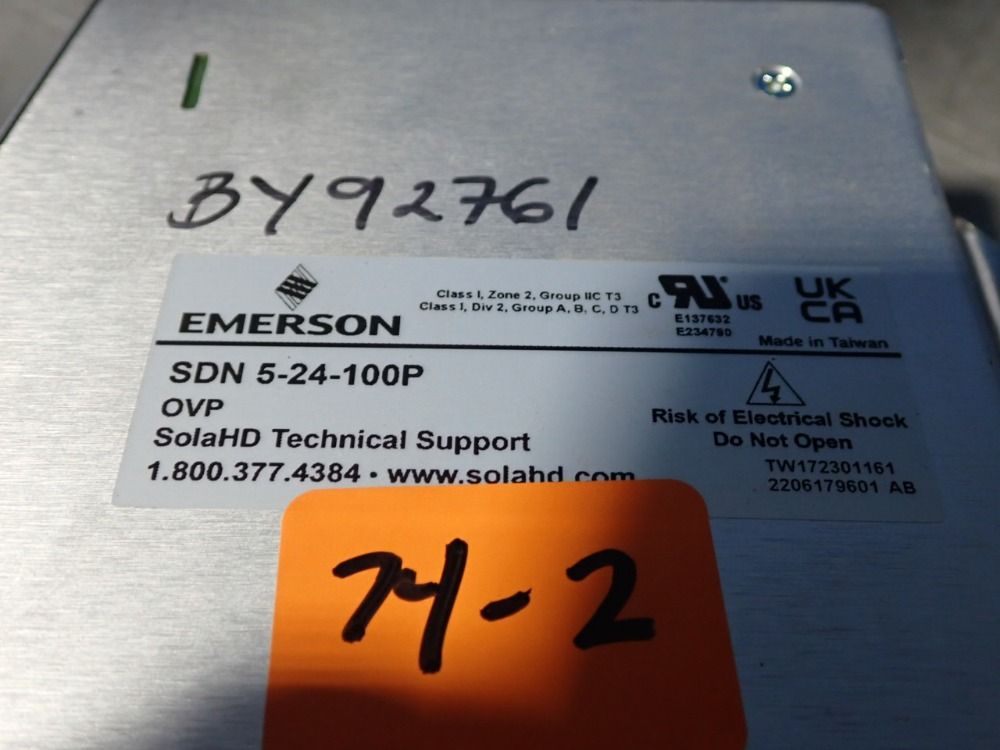 BY92761
EMERSON
Class I, Zone 2, Group IIC T3
Class I, Div 2, Group A, B, C, D T3
C RU US
E137632
E234790
UK
CA
Made in Taiwan
SDN 5-24-100P
OVP
SolaHD Technical Support
1.800.377.4384 • www.solahd.com
Risk of Electrical Shock
Do Not Open
TW172301161
2206179601 AB
74-2